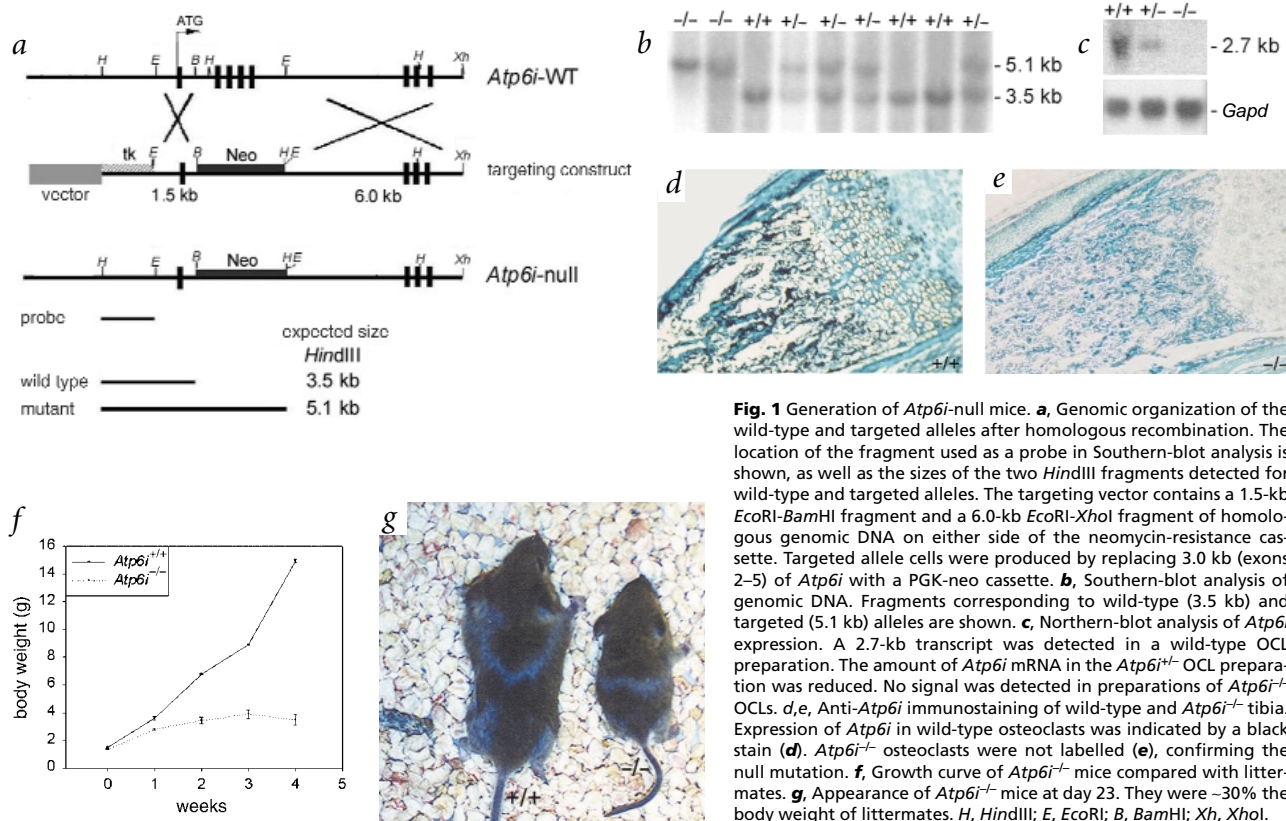 a
ATG
H E B H E H Xh
Atp6i-WT
tk E B Neo H,E H Xh
targeting construct
vector 1.5 kb 6.0 kb
H E B Neo H,E H Xh
Atp6i-null
probe
expected size
HindIII
wild type 3.5 kb
mutant 5.1 kb
b
-/- -/- +/+ +/- +/- +/- +/+ +/+ +/-
- 5.1 kb
- 3.5 kb
c
+/+ +/- -/-
- 2.7 kb
- Gapd
d
+/+
e
-/-
Fig. 1 Generation of Atp6i-null mice. a, Genomic organization of the
wild-type and targeted alleles after homologous recombination. The
location of the fragment used as a probe in Southern-blot analysis is
shown, as well as the sizes of the two HindIII fragments detected for
wild-type and targeted alleles. The targeting vector contains a 1.5-kb
EcoRI-BamHI fragment and a 6.0-kb EcoRI-XhoI fragment of homolo-
gous genomic DNA on either side of the neomycin-resistance cas-
sette. Targeted allele cells were produced by replacing 3.0 kb (exons
2–5) of Atp6i with a PGK-neo cassette. b, Southern-blot analysis of
genomic DNA. Fragments corresponding to wild-type (3.5 kb) and
targeted (5.1 kb) alleles are shown. c, Northern-blot analysis of Atp6i
expression. A 2.7-kb transcript was detected in a wild-type OCL
preparation. The amount of Atp6i mRNA in the Atp6i+/– OCL prepara-
tion was reduced. No signal was detected in preparations of Atp6i–/–
OCLs. d,e, Anti-Atp6i immunostaining of wild-type and Atp6i–/– tibia.
Expression of Atp6i in wild-type osteoclasts was indicated by a black
stain (d). Atp6i–/– osteoclasts were not labelled (e), confirming the
null mutation. f, Growth curve of Atp6i–/– mice compared with litter-
mates. g, Appearance of Atp6i–/– mice at day 23. They were ~30% the
body weight of littermates. H, HindIII; E, EcoRI; B, BamHI; Xh, XhoI.
f
16
14
12
10
8
6
4
2
0
body weight (g)
Atp6i+/+
Atp6i–/–
0 1 2 3 4 5
weeks
g
+/+
-/-